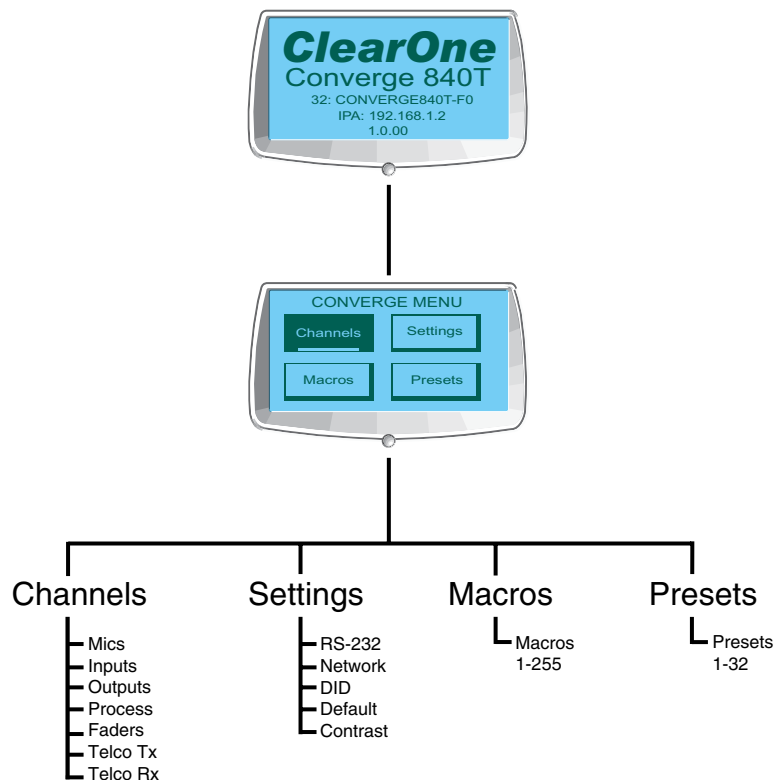 ClearOne
Converge 840T
32: CONVERGE840T-F0
IPA: 192.168.1.2
1.0.00
CONVERGE MENU
Channels
Settings
Macros
Presets
Channels
Mics
Inputs
Outputs
Process
Faders
Telco Tx
Telco Rx
Settings
RS-232
Network
DID
Default
Contrast
Macros
Macros
1-255
Presets
Presets
1-32